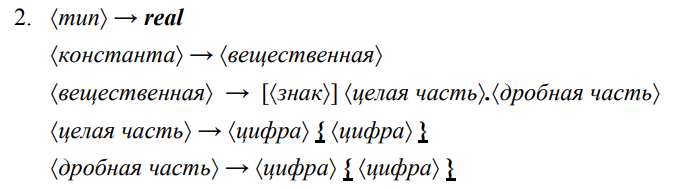 2. ⟨тип⟩ → real
⟨константа⟩ → ⟨вещественная⟩
⟨вещественная⟩ → [⟨знак⟩] ⟨целая часть⟩.⟨дробная часть⟩
⟨целая часть⟩ → ⟨цифра⟩ { ⟨цифра⟩ }
⟨дробная часть⟩ → ⟨цифра⟩ { ⟨цифра⟩ }